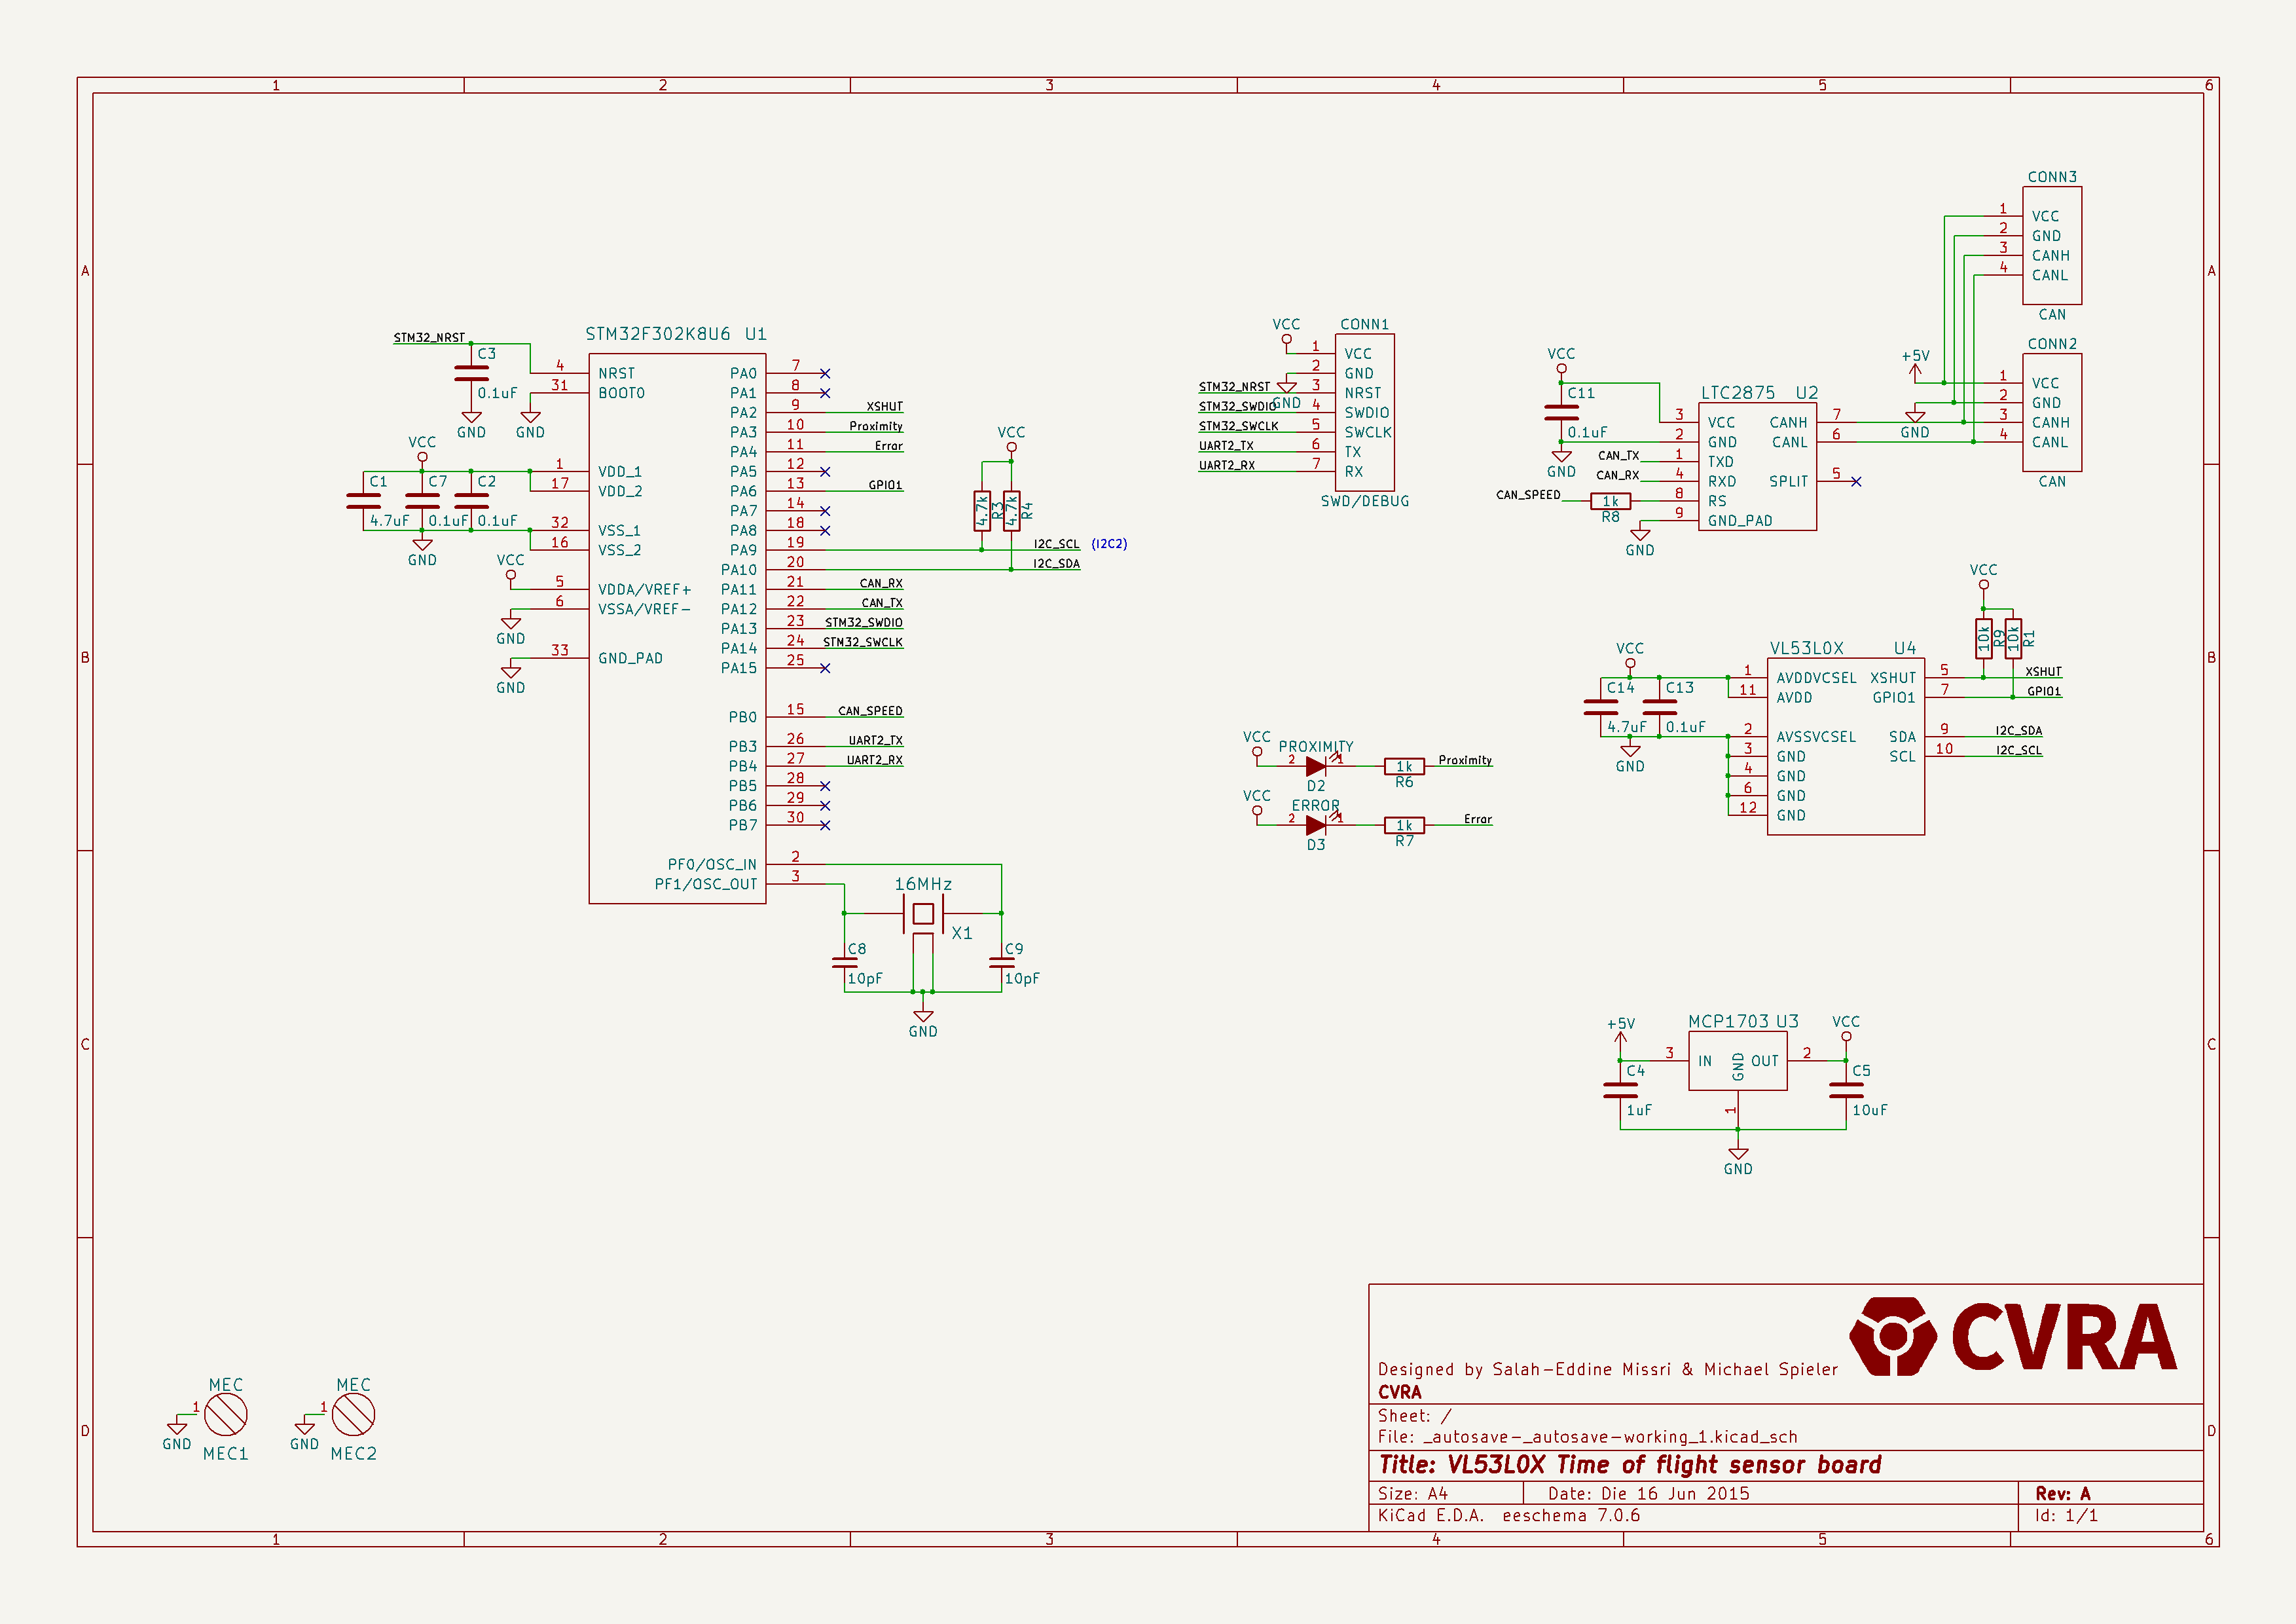 1 2 3 4 5 6
A
B
C
D
STM32F302K8U6 U1
STM32_NRST
C3
0.1uF
GND
GND
4 NRST
31 BOOT0
VCC
C1 C7 C2
4.7uF 0.1uF 0.1uF
GND
1 VDD_1
17 VDD_2
32 VSS_1
16 VSS_2
VCC
5 VDDA/VREF+
6 VSSA/VREF-
GND
33 GND_PAD
GND
PA0 7
PA1 8
PA2 9 XSHUT
PA3 10 Proximity
PA4 11 Error
PA5 12
PA6 13 GPIO1
PA7 14
PA8 18
PA9 19 I2C_SCL (I2C2)
PA10 20 I2C_SDA
PA11 21 CAN_RX
PA12 22 CAN_TX
PA13 23 STM32_SWDIO
PA14 24 STM32_SWCLK
PA15 25
PB0 15 CAN_SPEED
PB3 26 UART2_TX
PB4 27 UART2_RX
PB5 28
PB6 29
PB7 30
PF0/OSC_IN 2
PF1/OSC_OUT 3
VCC
4.7k R3
4.7k R4
16MHz
X1
C8
10pF
C9
10pF
GND
VCC
CONN1
1 VCC
2 GND
GND
STM32_NRST 3 NRST
STM32_SWDIO 4 SWDIO
STM32_SWCLK 5 SWCLK
UART2_TX 6 TX
UART2_RX 7 RX
SWD/DEBUG
VCC
PROXIMITY
2 1
D2
1k
R6
Proximity
VCC
ERROR
2 1
D3
1k
R7
Error
VCC
C11
0.1uF
GND
LTC2875 U2
3 VCC
2 GND
CAN_TX 1 TXD
CAN_RX 4 RXD
CAN_SPEED 1k 8 RS
R8
9 GND_PAD
GND
CANH 7
CANL 6
SPLIT 5
CONN3
1 VCC
2 GND
3 CANH
4 CANL
CAN
CONN2
+5V
1 VCC
2 GND
3 CANH
4 CANL
GND
CAN
VCC
10k R9
10k R1
VL53L0X U4
VCC
C14 C13
4.7uF 0.1uF
GND
1 AVDDVCSEL
11 AVDD
2 AVSSVCSEL
3 GND
4 GND
6 GND
12 GND
XSHUT 5 XSHUT
GPIO1 7 GPIO1
SDA 9 I2C_SDA
SCL 10 I2C_SCL
MCP1703 U3
+5V
VCC
3 IN
GND
OUT 2
1
C4
1uF
C5
10uF
GND
MEC
1
GND
MEC1
MEC
1
GND
MEC2
CVRA
Designed by Salah-Eddine Missri & Michael Spieler
CVRA
Sheet: /
File: _autosave-_autosave-working_1.kicad_sch
Title: VL53L0X Time of flight sensor board
Size: A4 Date: Die 16 Jun 2015 Rev: A
KiCad E.D.A. eeschema 7.0.6 Id: 1/1
A
B
C
D
1 2 3 4 5 6